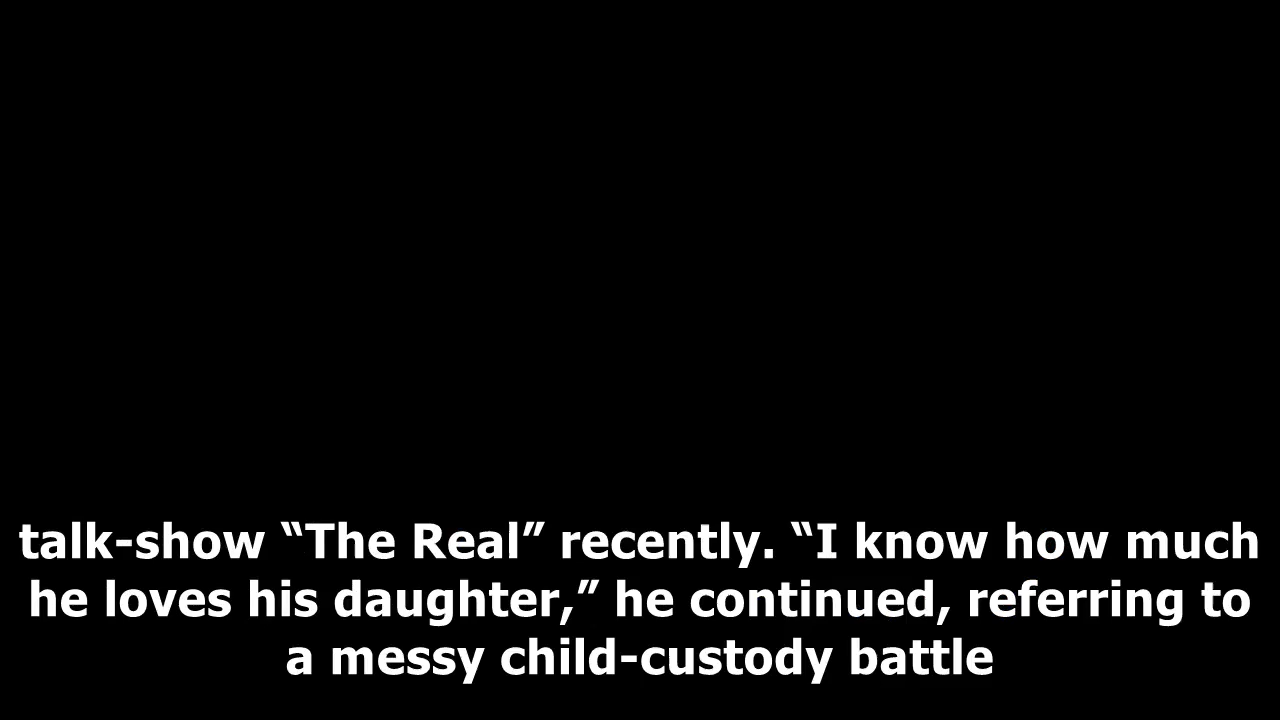 talk-show “The Real” recently. “I know how much
he loves his daughter,” he continued, referring to
a messy child-custody battle